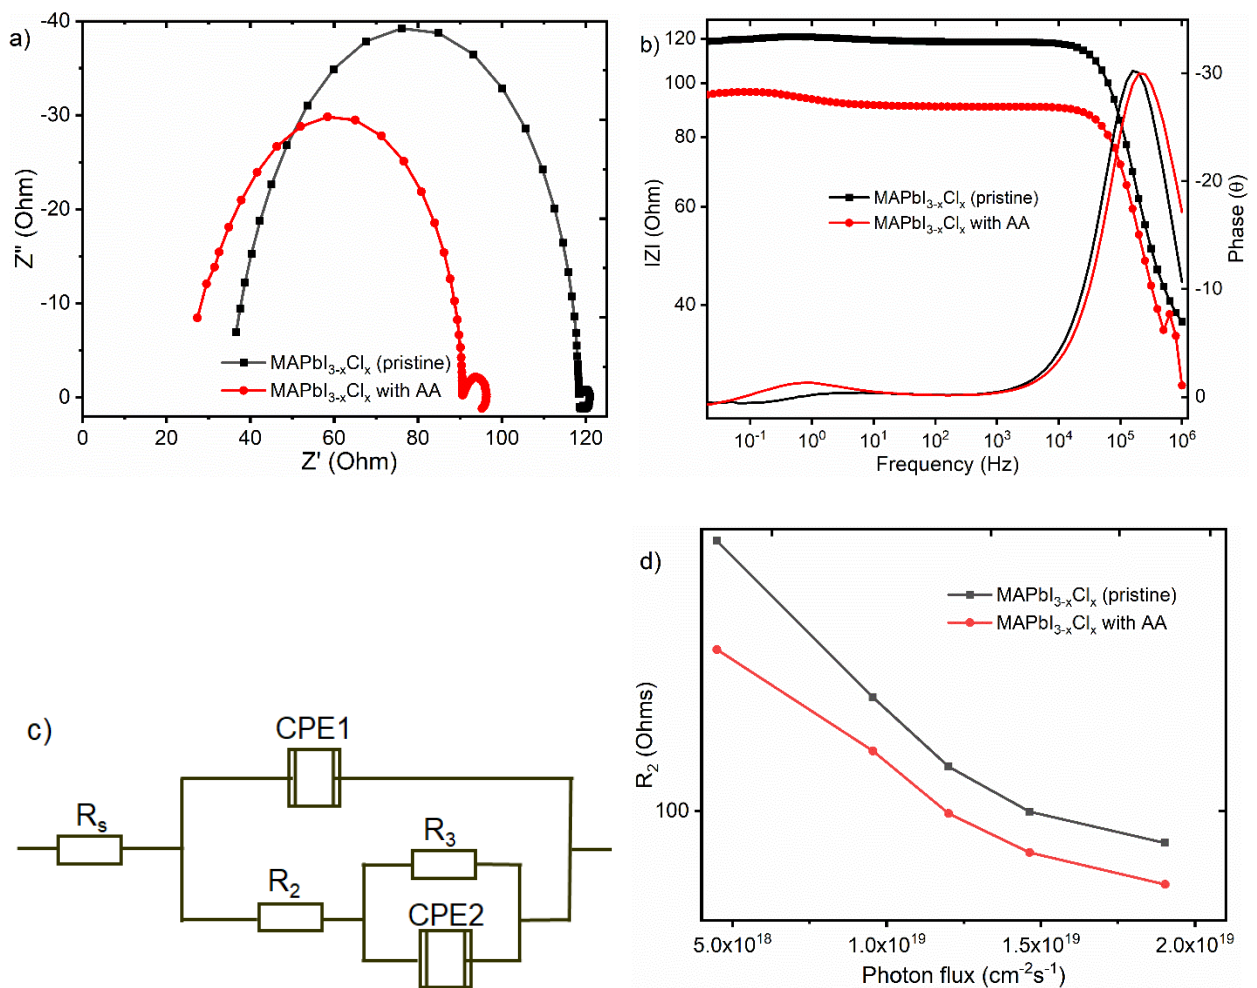 a)
-40
-30
-20
-10
0
Z'' (Ohm)
MAPbI₃₋ₓClₓ (pristine)
MAPbI₃₋ₓClₓ with AA
0 20 40 60 80 100 120
Z' (Ohm)
b)
120
100
80
60
40
IZI (Ohm)
MAPbI₃₋ₓClₓ (pristine)
MAPbI₃₋ₓClₓ with AA
-30
-20
-10
0
Phase (θ)
10⁻¹ 10⁰ 10¹ 10² 10³ 10⁴ 10⁵ 10⁶
Frequency (Hz)
c)
CPE1
Rₛ
R₃
R₂
CPE2
d)
MAPbI₃₋ₓClₓ (pristine)
MAPbI₃₋ₓClₓ with AA
R₂ (Ohms)
100
5.0x10¹⁸ 1.0x10¹⁹ 1.5x10¹⁹ 2.0x10¹⁹
Photon flux (cm⁻²s⁻¹)